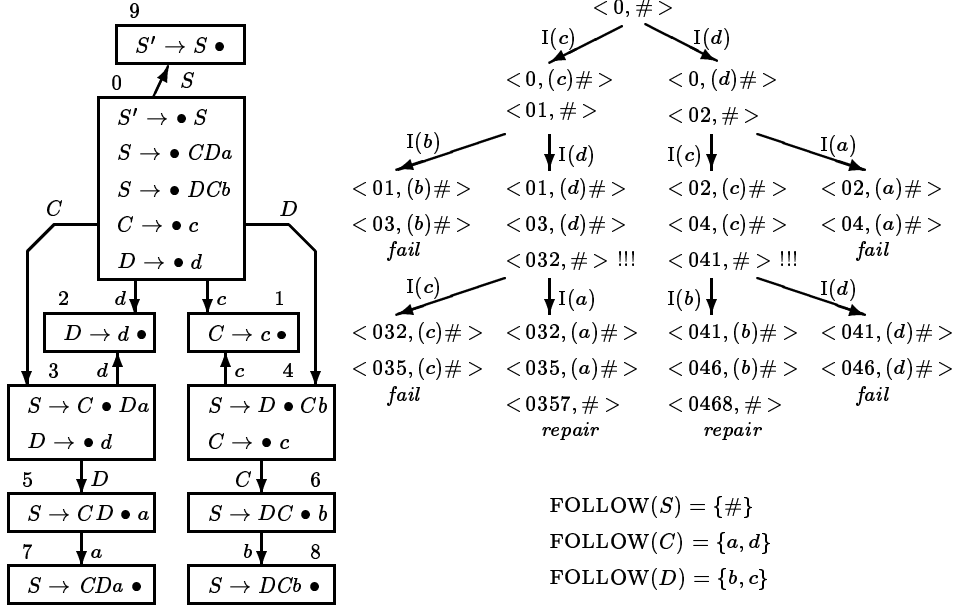 9
S′ → S •
S
0
S′ → • S
S → • CDa
S → • DCb
C → • c
D → • d
C
D
2
d
c
1
D → d •
C → c •
3
d
c
4
S → C • Da
D → • d
S → D • Cb
C → • c
5
D
C
6
S → CD • a
S → DC • b
7
a
b
8
S → CDa •
S → DCb •
< 0, # >
I(c)
I(d)
< 0, (c)# >
< 01, # >
< 0, (d)# >
< 02, # >
I(b)
I(d)
I(c)
I(a)
< 01, (b)# >
< 03, (b)# >
fail
< 01, (d)# >
< 03, (d)# >
< 032, # > !!!
< 02, (c)# >
< 04, (c)# >
< 041, # > !!!
< 02, (a)# >
< 04, (a)# >
fail
I(c)
I(a)
I(b)
I(d)
< 032, (c)# >
< 035, (c)# >
fail
< 032, (a)# >
< 035, (a)# >
< 0357, # >
repair
< 041, (b)# >
< 046, (b)# >
< 0468, # >
repair
< 041, (d)# >
< 046, (d)# >
fail
FOLLOW(S) = {#}
FOLLOW(C) = {a, d}
FOLLOW(D) = {b, c}